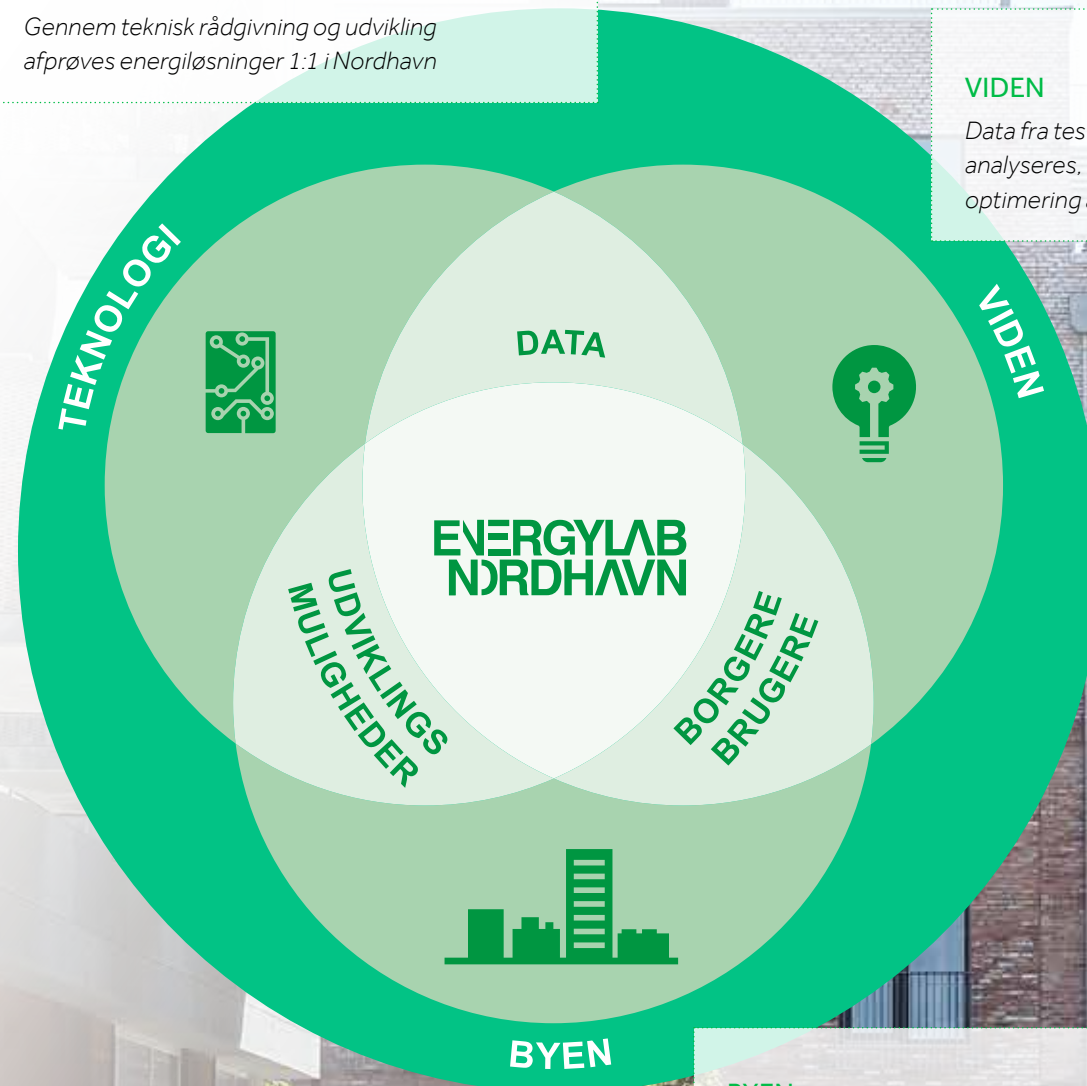 Gennem teknisk rådgivning og udvikling
afprøves energiløsninger 1:1 i Nordhavn
VIDEN
Data fra
analyseres,
optimering
TEKNOLOGI
VIDEN
DATA
ENERGYLAB
NORDHAVN
UDVIKLINGS
MULIGHEDER
BORGERE
BRUGERE
BYEN
BYEN